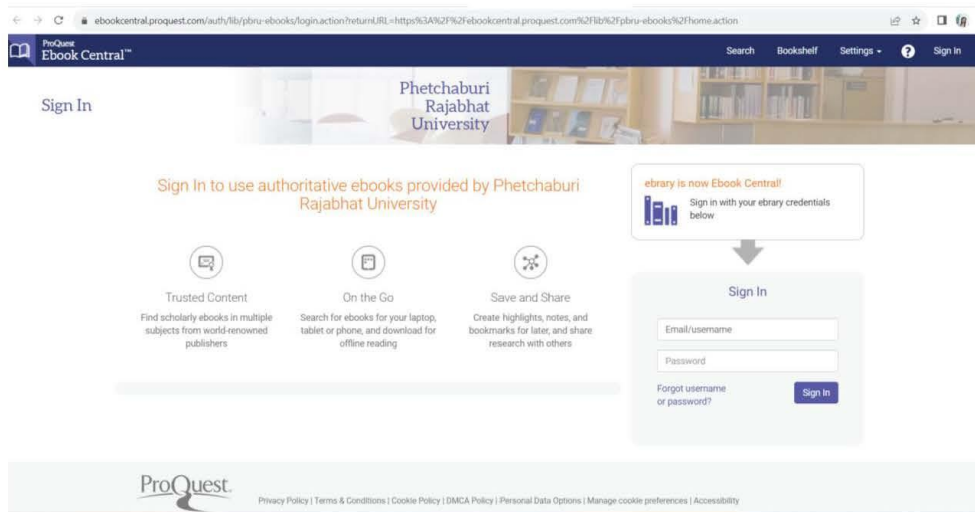 ebookcentral.proquest.com/auth/lib/pbru-ebooks/login.action?returnURL=https%3A%2F%2Febookcentral.proquest.com%2Flib%2Fpbru-ebooks%2Fhome.action
ProQuest
Ebook Central™
Search Bookshelf Settings ? Sign In
Sign In
Phetchaburi
Rajabhat
University
Sign In to use authoritative ebooks provided by Phetchaburi
Rajabhat University
Trusted Content
Find scholarly ebooks in multiple
subjects from world-renowned
publishers
On the Go
Search for ebooks for your laptop,
tablet or phone, and download for
offline reading
Save and Share
Create highlights, notes, and
bookmarks for later, and share
research with others
ebrary is now Ebook Central!
Sign in with your ebrary credentials
below
Sign In
Email/username
Password
Forgot username
or password?
Sign In
ProQuest.
Privacy Policy | Terms & Conditions | Cookie Policy | DMCA Policy | Personal Data Options | Manage cookie preferences | Accessibility